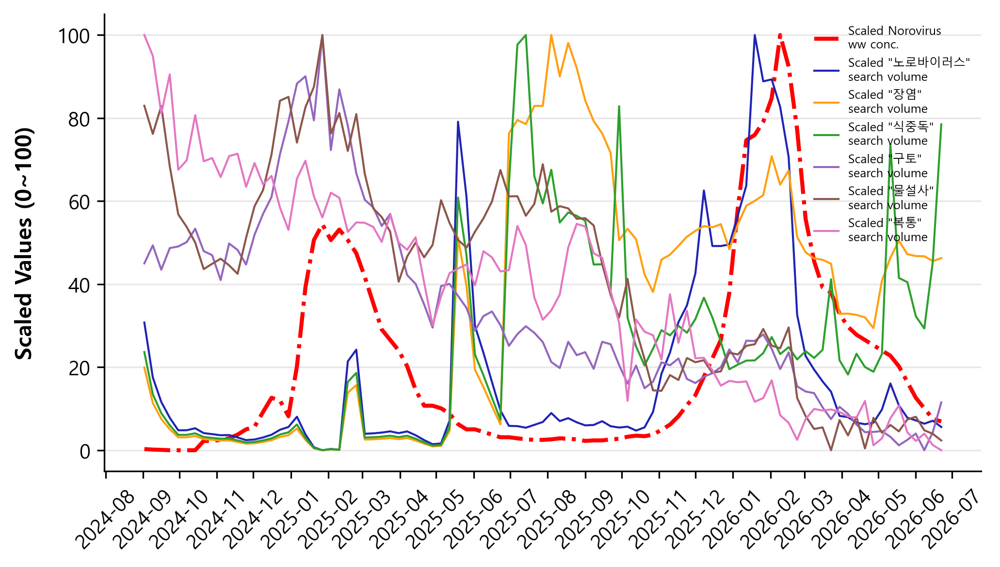 Scaled Values (0~100)
100
80
60
40
20
0
Scaled Norovirus
ww conc.
Scaled "노로바이러스"
search volume
Scaled "장염"
search volume
Scaled "식중독"
search volume
Scaled "구토"
search volume
Scaled "물설사"
search volume
Scaled "복통"
search volume
2024-08
2024-09
2024-10
2024-11
2024-12
2025-01
2025-02
2025-03
2025-04
2025-05
2025-06
2025-07
2025-08
2025-09
2025-10
2025-11
2025-12
2026-01
2026-02
2026-03
2026-04
2026-05
2026-06
2026-07